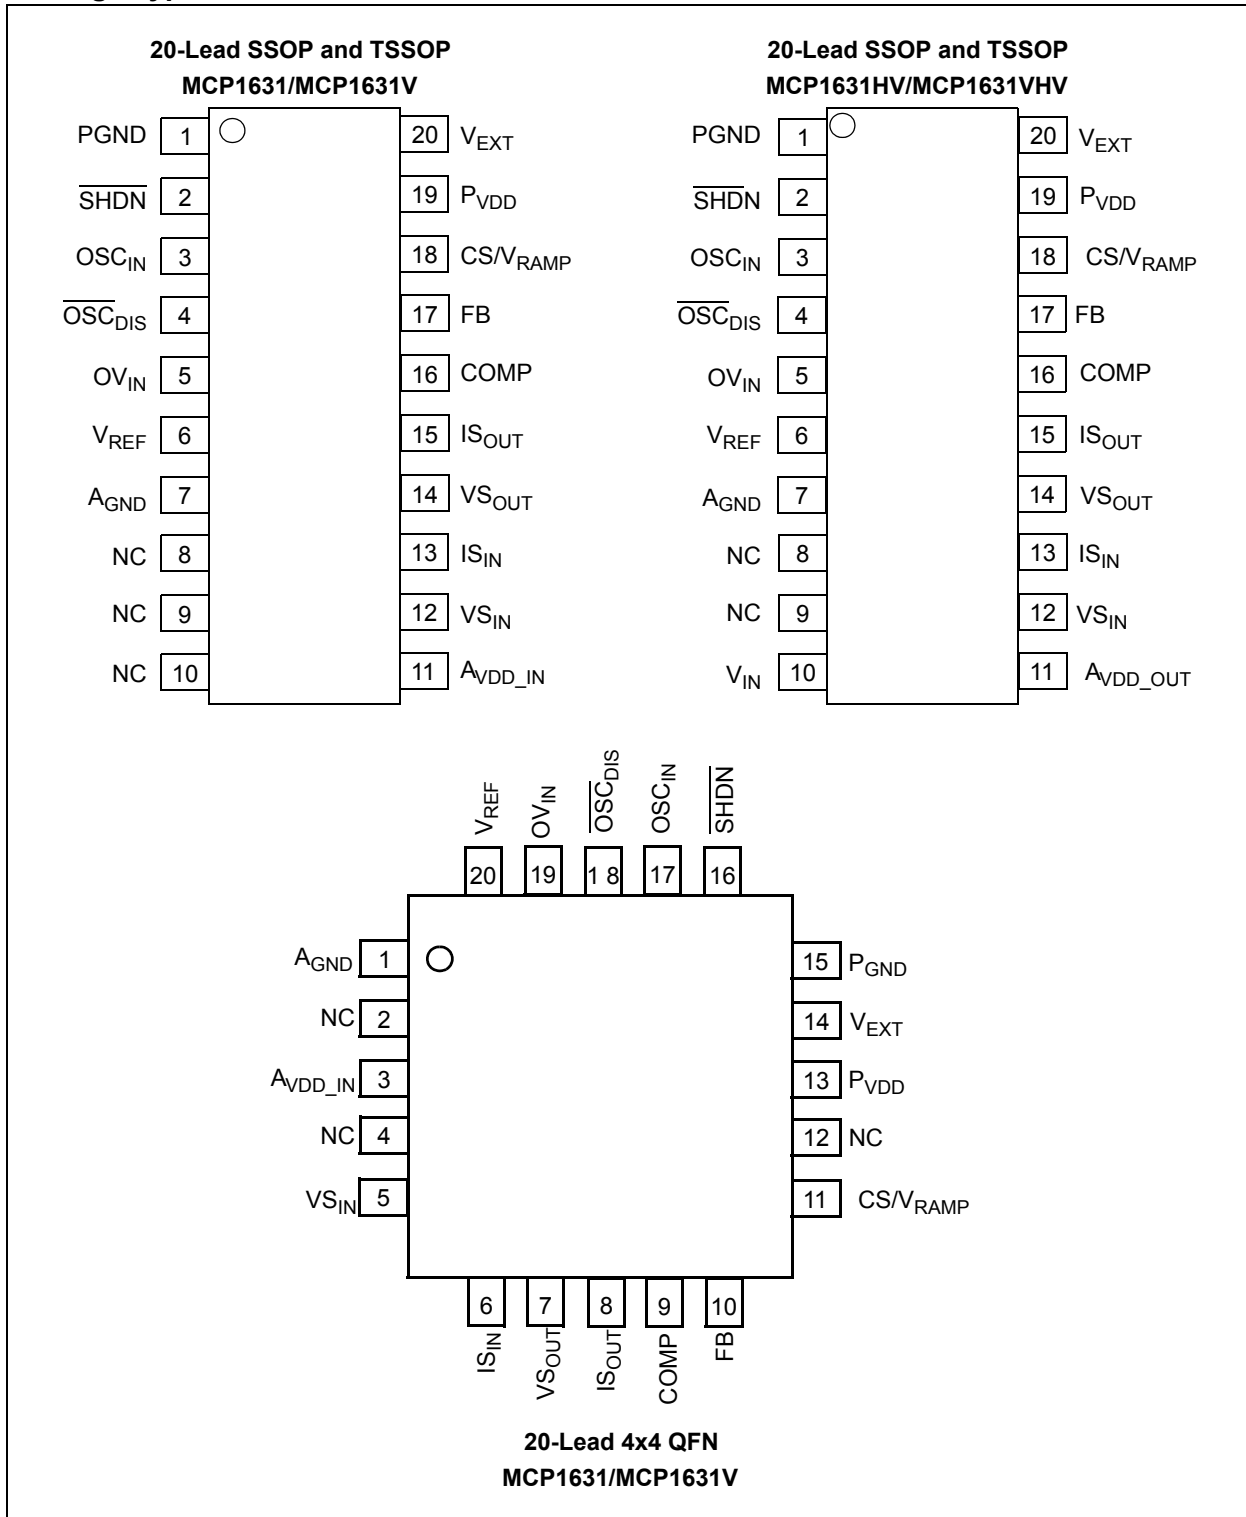 20-Lead SSOP and TSSOP
MCP1631/MCP1631V
PGND 1 20 VEXT
SHDN 2 19 PVDD
OSCIN 3 18 CS/VRAMP
OSCDIS 4 17 FB
OVIN 5 16 COMP
VREF 6 15 ISOUT
AGND 7 14 VSOUT
NC 8 13 ISIN
NC 9 12 VSIN
NC 10 11 AVDD_IN
20-Lead SSOP and TSSOP
MCP1631HV/MCP1631VHV
PGND 1 20 VEXT
SHDN 2 19 PVDD
OSCIN 3 18 CS/VRAMP
OSCDIS 4 17 FB
OVIN 5 16 COMP
VREF 6 15 ISOUT
AGND 7 14 VSOUT
NC 8 13 ISIN
NC 9 12 VSIN
VIN 10 11 AVDD_OUT
VREF OVIN OSCDIS OSCIN SHDN
20 19 1 8 17 16
AGND 1 15 PGND
NC 2 14 VEXT
AVDD_IN 3 13 PVDD
NC 4 12 NC
VSIN 5 11 CS/VRAMP
6 7 8 9 10
ISIN VSOUT ISOUT COMP FB
20-Lead 4x4 QFN
MCP1631/MCP1631V